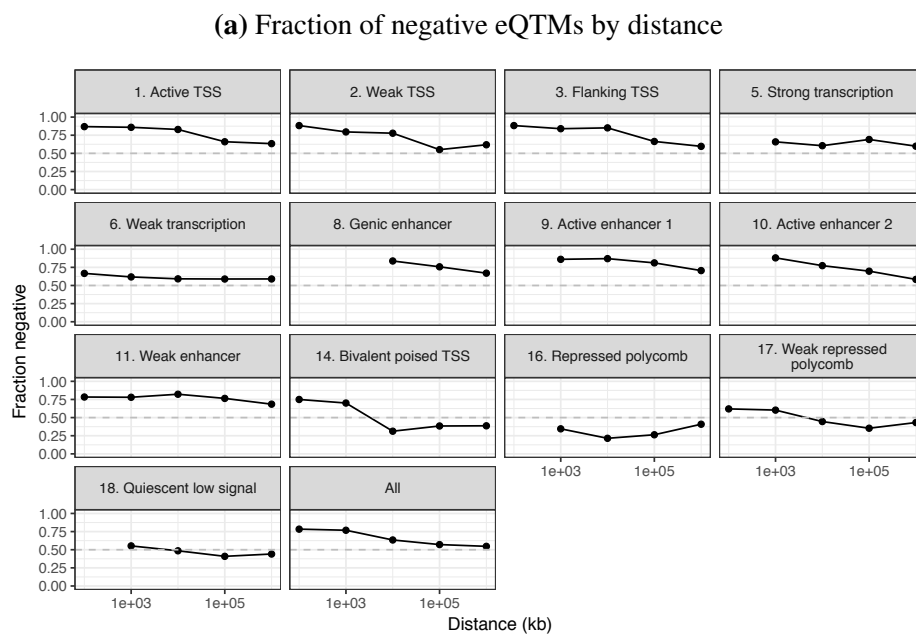 (a) Fraction of negative eQTMs by distance
1. Active TSS
2. Weak TSS
3. Flanking TSS
5. Strong transcription
1.00
0.75
0.50
0.25
0.00
6. Weak transcription
8. Genic enhancer
9. Active enhancer 1
10. Active enhancer 2
1.00
0.75
0.50
0.25
0.00
11. Weak enhancer
14. Bivalent poised TSS
16. Repressed polycomb
17. Weak repressed
polycomb
1.00
0.75
0.50
0.25
0.00
1e+03
1e+05
1e+03
1e+05
18. Quiescent low signal
All
1.00
0.75
0.50
0.25
0.00
1e+03
1e+05
1e+03
1e+05
Fraction negative
Distance (kb)